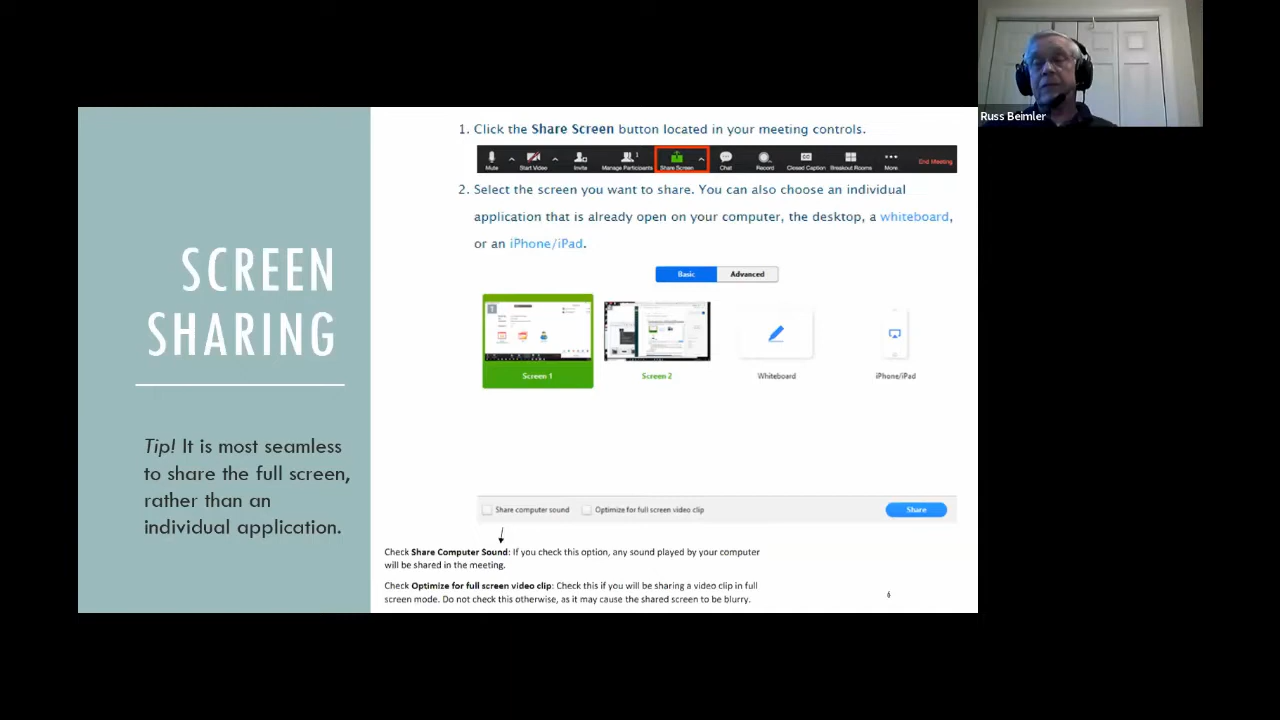 Russ Beimler
SCREEN
SHARING
Tip! It is most seamless
to share the full screen,
rather than an
individual application.
1. Click the Share Screen button located in your meeting controls.
Mute Start Video Invite Manage Participants 1 Share Screen Chat Record Closed Caption Breakout Rooms More End Meeting
2. Select the screen you want to share. You can also choose an individual
application that is already open on your computer, the desktop, a whiteboard,
or an iPhone/iPad.
Basic Advanced
Screen 1 Screen 2 Whiteboard iPhone/iPad
Share computer sound Optimize for full screen video clip Share
Check Share Computer Sound: If you check this option, any sound played by your computer
will be shared in the meeting.
Check Optimize for full screen video clip: Check this if you will be sharing a video clip in full
screen mode. Do not check this otherwise, as it may cause the shared screen to be blurry.
6